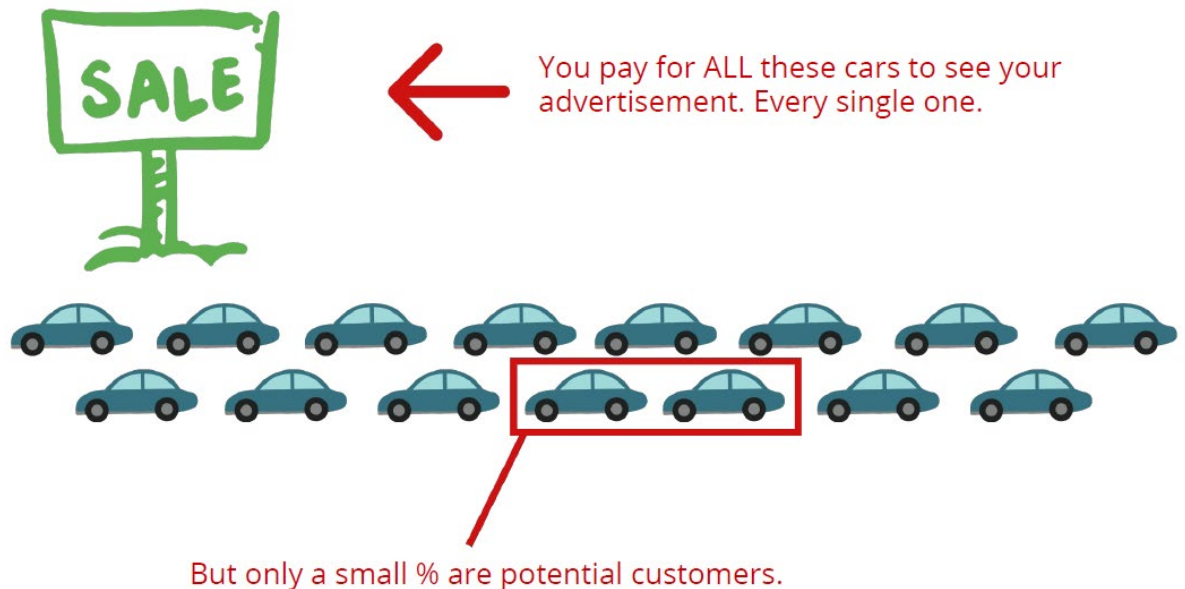 SALE
You pay for ALL these cars to see your
advertisement. Every single one.
But only a small % are potential customers.